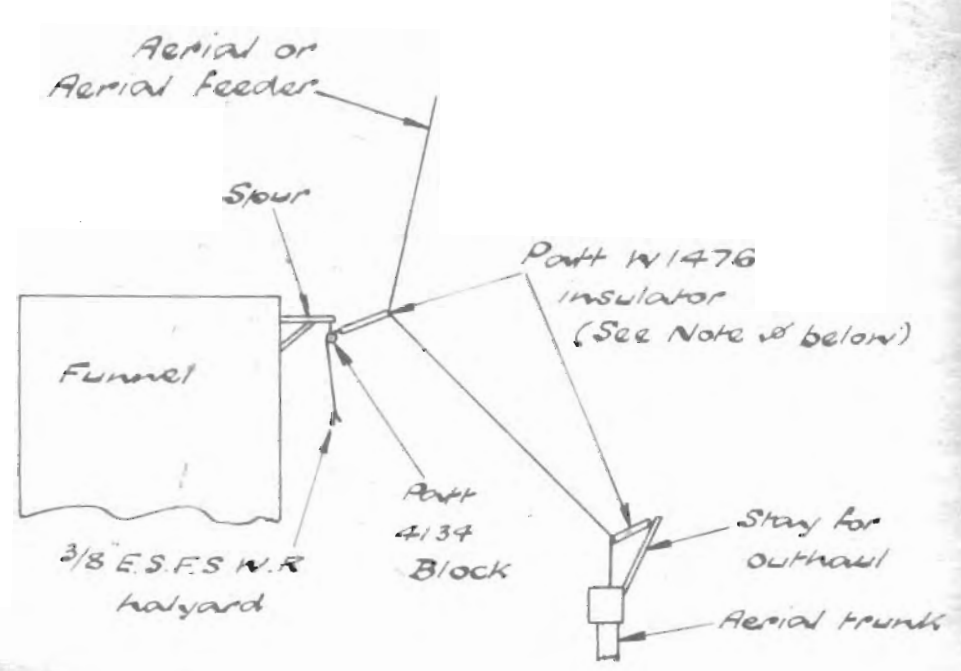 Aerial or
Aerial feeder
Spur
Patt W1476
insulator
(See Note below)
Funnel
Patt
4134
Block
3/8" E.S.F.S W.R
halyard
Stay for
outhaul
Aerial trunk